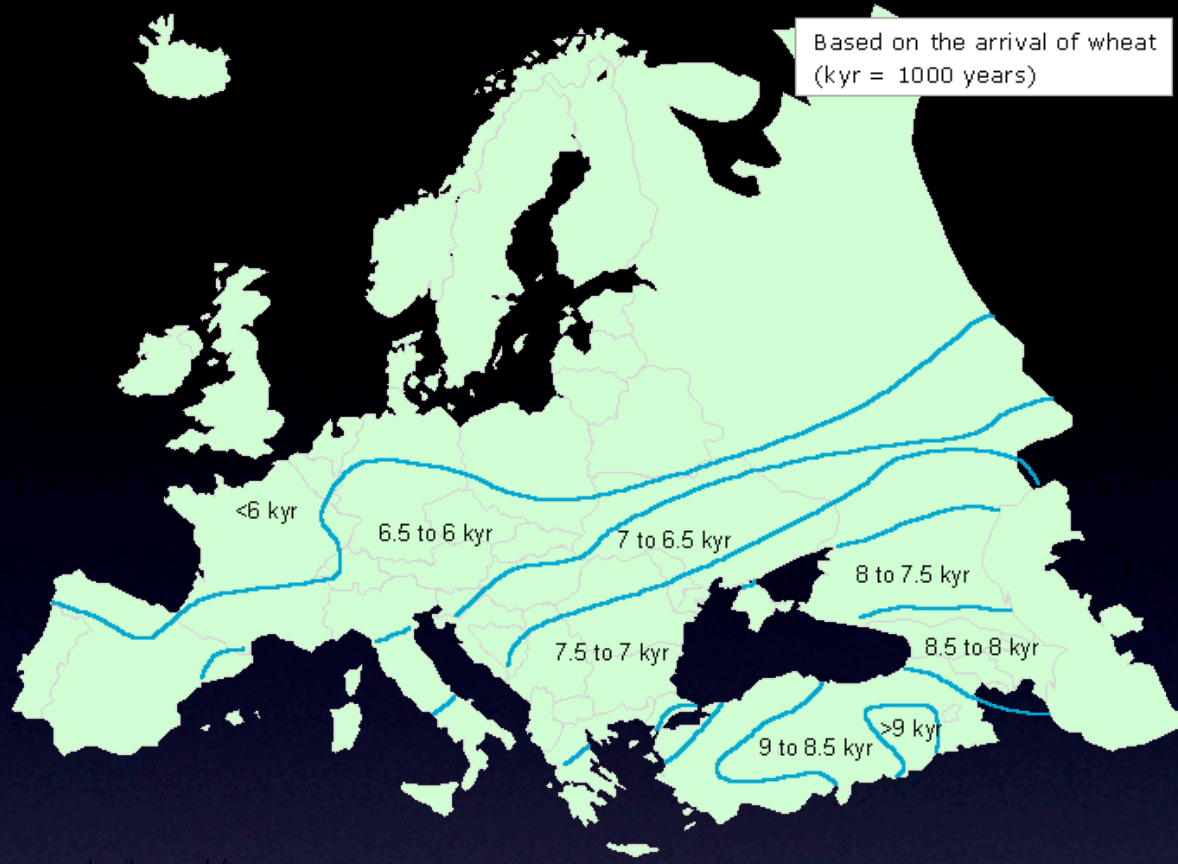 Based on the arrival of wheat
(kyr = 1000 years)
<6 kyr
6.5 to 6 kyr
7 to 6.5 kyr
8 to 7.5 kyr
7.5 to 7 kyr
8.5 to 8 kyr
9 to 8.5 kyr
>9 kyr